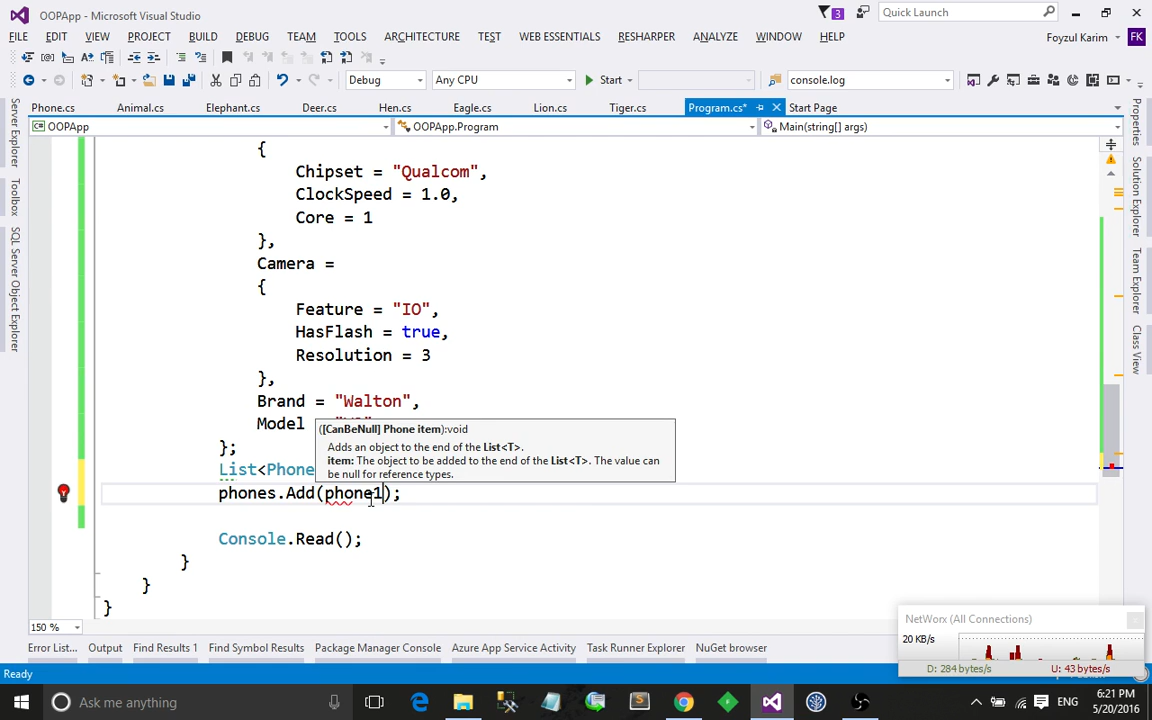 OOPApp - Microsoft Visual Studio
3
Quick Launch
FILE EDIT VIEW PROJECT BUILD DEBUG TEAM TOOLS ARCHITECTURE TEST WEB ESSENTIALS RESHARPER ANALYZE WINDOW HELP
Foyzul Karim FK
Debug Any CPU Start console.log
Phone.cs Animal.cs Elephant.cs Deer.cs Hen.cs Eagle.cs Lion.cs Tiger.cs Program.cs* Start Page
OOPApp OOPApp.Program Main(string[] args)
Server Explorer
Toolbox
SQL Server Object Explorer
Properties
Solution Explorer
Team Explorer
Class View
{
Chipset = "Qualcom",
ClockSpeed = 1.0,
Core = 1
},
Camera =
{
Feature = "IO",
HasFlash = true,
Resolution = 3
},
Brand = "Walton",
Model
([CanBeNull] Phone item):void
Adds an object to the end of the List<T>.
item: The object to be added to the end of the List<T>. The value can
be null for reference types.
};
List<Phone
phones.Add(phone1);
Console.Read();
}
}
}
150 %
NetWorx (All Connections)
20 KB/s
D: 284 bytes/s U: 43 bytes/s
Error List... Output Find Results 1 Find Symbol Results Package Manager Console Azure App Service Activity Task Runner Explorer NuGet browser
Ready
Ask me anything
ENG
6:21 PM
5/20/2016